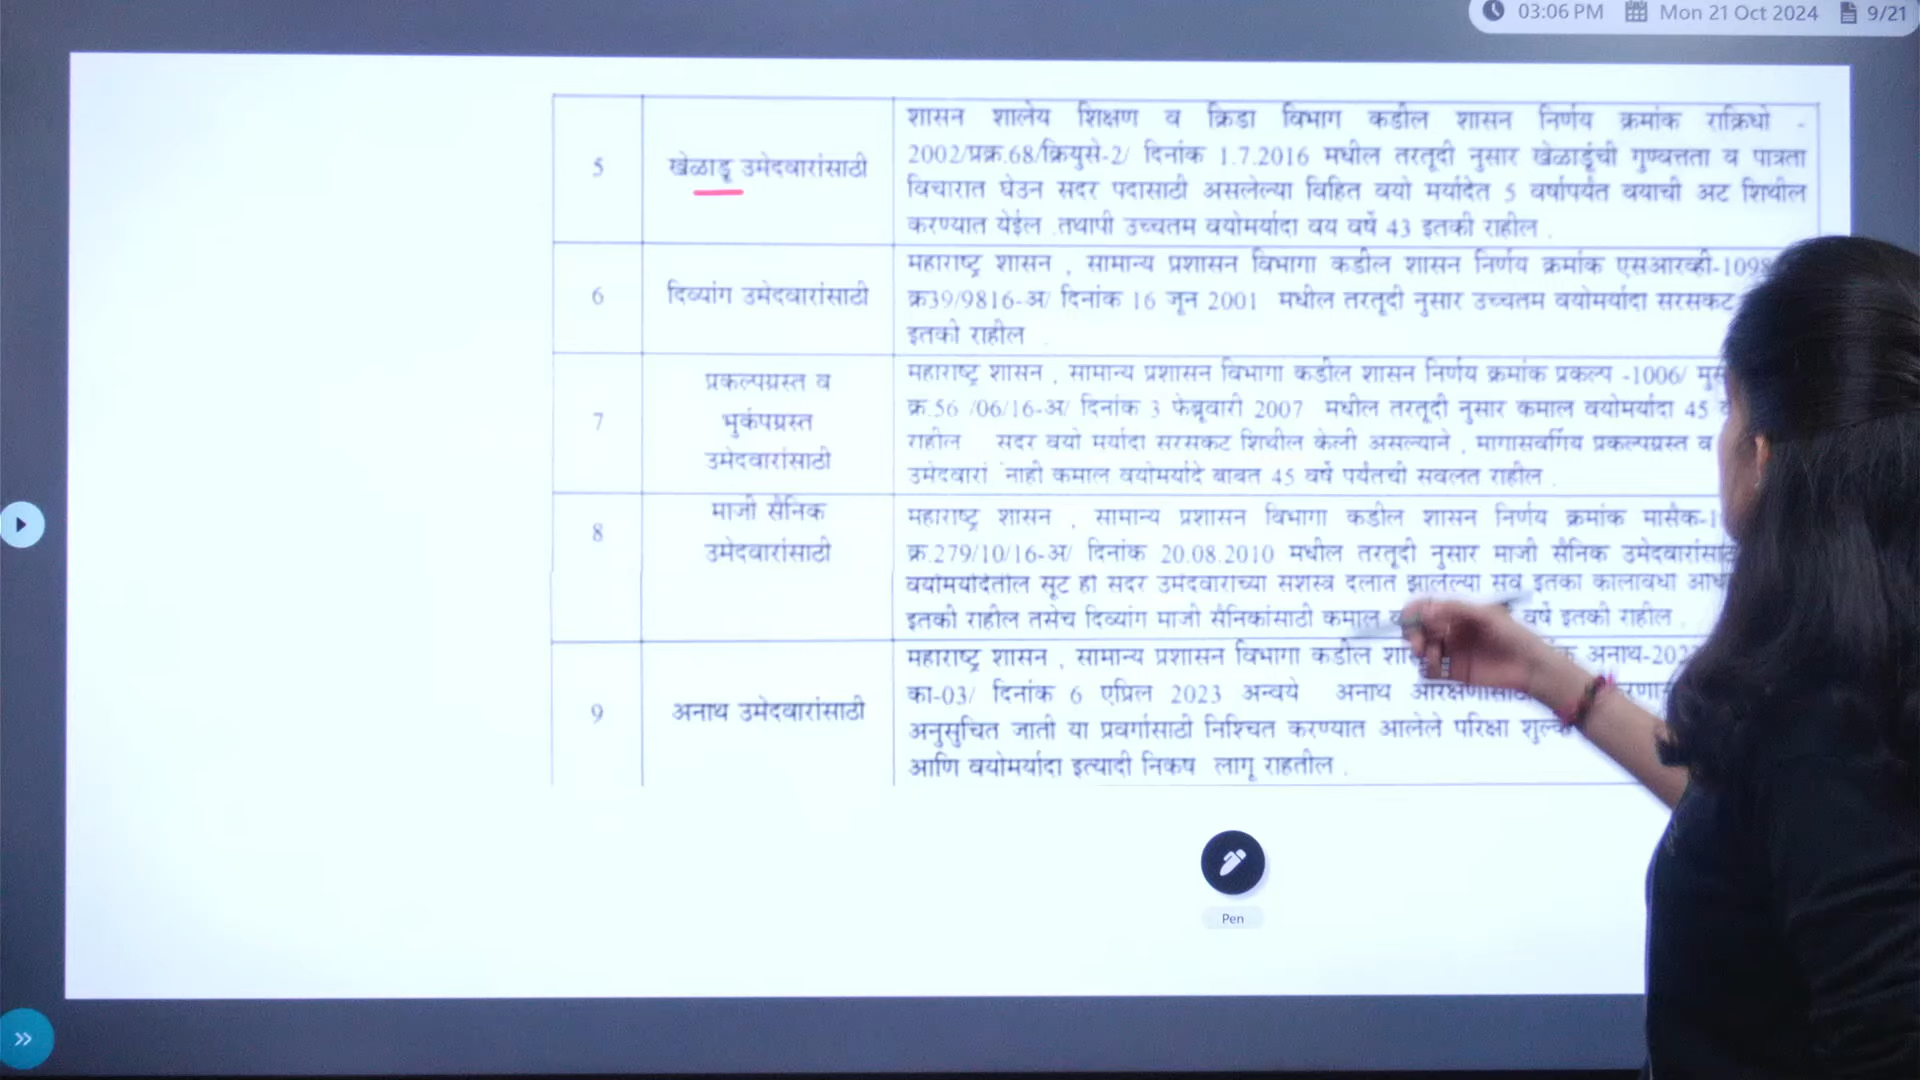 03:06 PM Mon 21 Oct 2024 9/21
5
खेळाडू उमेदवारांसाठी
शासन शालेय शिक्षण व क्रिडा विभाग कडील शासन निर्णय क्रमांक राक्रिधो -
2002/प्रक्र.68/क्रियुसे-2/ दिनांक 1.7.2016 मधील तरतूदी नुसार खेळाडूंची गुणवत्तता व पात्रता
विचारात घेउन सदर पदासाठी असलेल्या विहित वयो मर्यादेत 5 वर्षापर्यंत वयाची अट शिथील
करण्यात येईल .तथापी उच्चतम वयोमर्यादा वय वर्षे 43 इतकी राहील .
6
दिव्यांग उमेदवारांसाठी
महाराष्ट्र शासन , सामान्य प्रशासन विभागा कडील शासन निर्णय क्रमांक एसआरव्ही-1098
क्र39/9816-अ/ दिनांक 16 जून 2001 मधील तरतूदी नुसार उच्चतम वयोमर्यादा सरसकट
इतकी राहील .
7
प्रकल्पग्रस्त व
भुकंपग्रस्त
उमेदवारांसाठी
महाराष्ट्र शासन , सामान्य प्रशासन विभागा कडील शासन निर्णय क्रमांक प्रकल्प -1006/
क्र.56 /06/16-अ/ दिनांक 3 फेब्रूवारी 2007 मधील तरतूदी नुसार कमाल वयोमर्यादा 45
राहील सदर वयो मर्यादा सरसकट शिथील केली असल्याने , मागासवर्गिय प्रकल्पग्रस्त व
उमेदवारां नाही कमाल वयोमर्यादे बाबत 45 वर्षे पर्यंतची सवलत राहील .
8
माजी सैनिक
उमेदवारांसाठी
महाराष्ट्र शासन , सामान्य प्रशासन विभागा कडील शासन निर्णय क्रमांक मासैक-1
क्र.279/10/16-अ/ दिनांक 20.08.2010 मधील तरतूदी नुसार माजी सैनिक उमेदवारांसाठी
वयोमर्यादेतील सूट ही सदर उमेदवाराच्या सशस्त्र दलात झालेल्या सर्व इतका कालावधी
इतकी राहील तसेच दिव्यांग माजी सैनिकांसाठी कमाल वर्षे इतकी राहील .
9
अनाथ उमेदवारांसाठी
महाराष्ट्र शासन , सामान्य प्रशासन विभागा कडील अनाथ-202
का-03/ दिनांक 6 एप्रिल 2023 अन्वये अनाथ आरक्षणासाठी
अनुसुचित जाती या प्रवर्गासाठी निश्चित करण्यात आलेले परिक्षा शुल्क
आणि वयोमर्यादा इत्यादी निकष लागू राहतील .
Pen